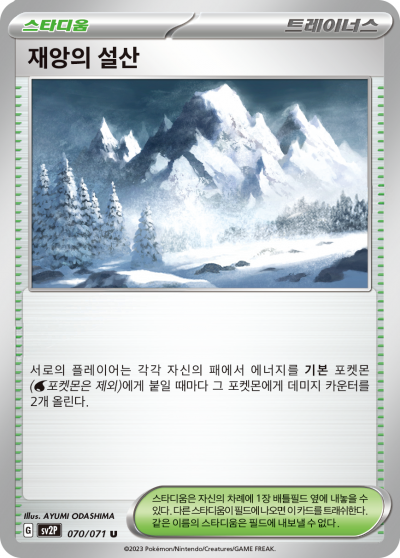 스타디움
트레이너스
재앙의 설산
서로의 플레이어는 각각 자신의 패에서 에너지를 기본 포켓몬
(포켓몬은 제외)에게 붙일 때마다 그 포켓몬에게 데미지 카운터를
2개 올린다.
Illus. AYUMI ODASHIMA
G SV2P 070/071 U
스타디움은 자신의 차례에 1장 배틀필드 옆에 내놓을 수
있다. 다른 스타디움이 필드에 나오면 이 카드를 트래쉬한다.
같은 이름의 스타디움은 필드에 내보낼 수 없다.
©2023 Pokémon/Nintendo/Creatures/GAME FREAK.